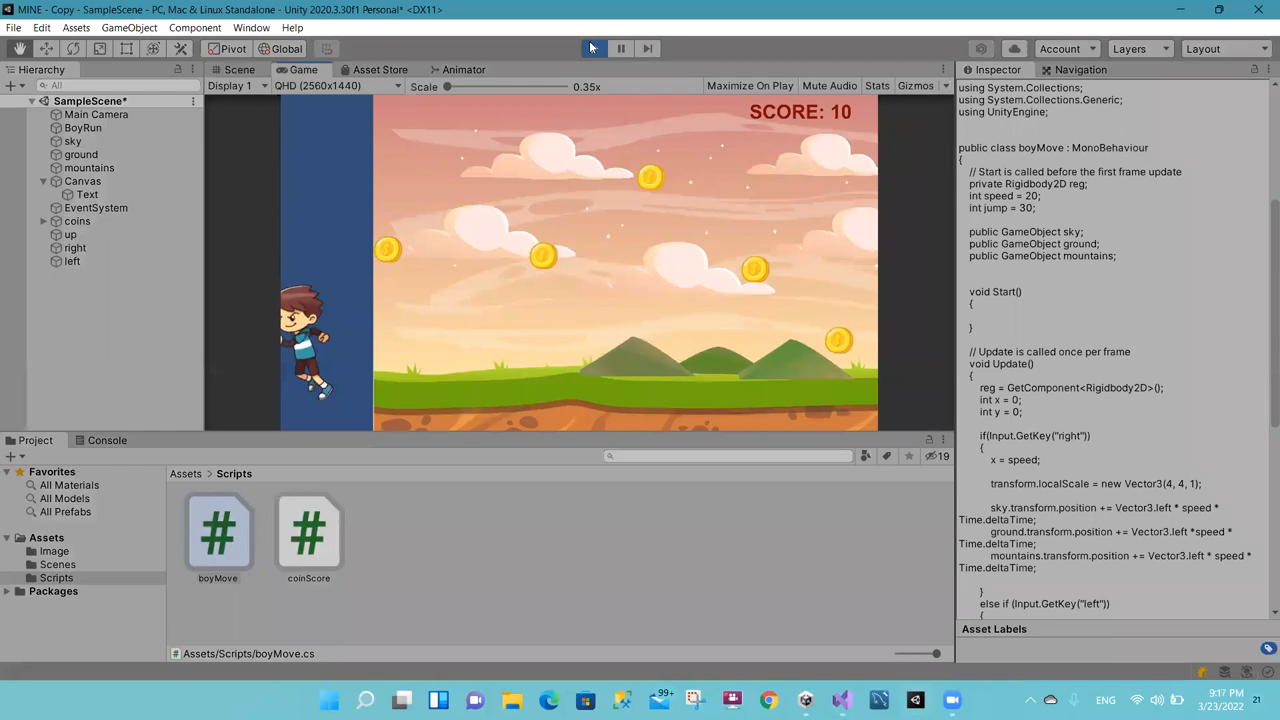 MINE - Copy - SampleScene - PC, Mac & Linux Standalone - Unity 2020.3.30f1 Personal* <DX11>
File Edit Assets GameObject Component Window Help
Pivot Global Account Layers Layout
Hierarchy
All
SampleScene*
Main Camera
BoyRun
sky
ground
mountains
Canvas
Text
EventSystem
coins
up
right
left
Scene Game Asset Store Animator
Display 1 QHD (2560x1440) Scale 0.35x Maximize On Play Mute Audio Stats Gizmos
SCORE: 10
Inspector Navigation
using System.Collections;
using System.Collections.Generic;
using UnityEngine;
public class boyMove : MonoBehaviour
{
// Start is called before the first frame update
private Rigidbody2D reg;
int speed = 20;
int jump = 30;
public GameObject sky;
public GameObject ground;
public GameObject mountains;
void Start()
{
}
// Update is called once per frame
void Update()
{
reg = GetComponent<Rigidbody2D>();
int x = 0;
int y = 0;
if(Input.GetKey("right"))
{
x = speed;
transform.localScale = new Vector3(4, 4, 1);
sky.transform.position += Vector3.left * speed *
Time.deltaTime;
ground.transform.position += Vector3.left *speed *
Time.deltaTime;
mountains.transform.position += Vector3.left * speed *
Time.deltaTime;
}
else if (Input.GetKey("left"))
{
Asset Labels
Project Console
19
Favorites
All Materials
All Models
All Prefabs
Assets
Image
Scenes
Scripts
Packages
Assets > Scripts
boyMove
coinScore
Assets/Scripts/boyMove.cs
99+
ENG
9:17 PM
3/23/2022
21